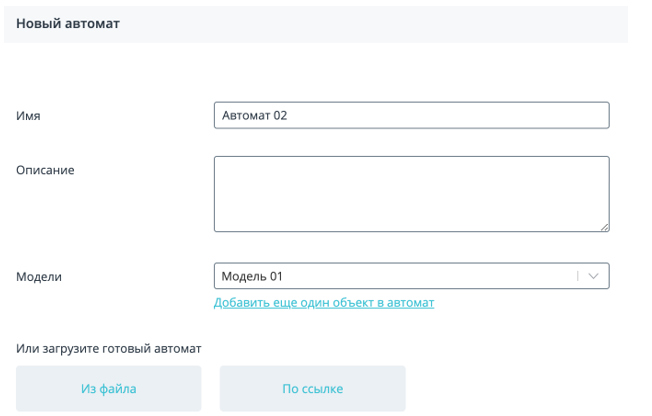 Новый автомат
Имя
Автомат 02
Описание
Модели
Модель 01
Добавить еще один объект в автомат
Или загрузите готовый автомат
Из файла
По ссылке